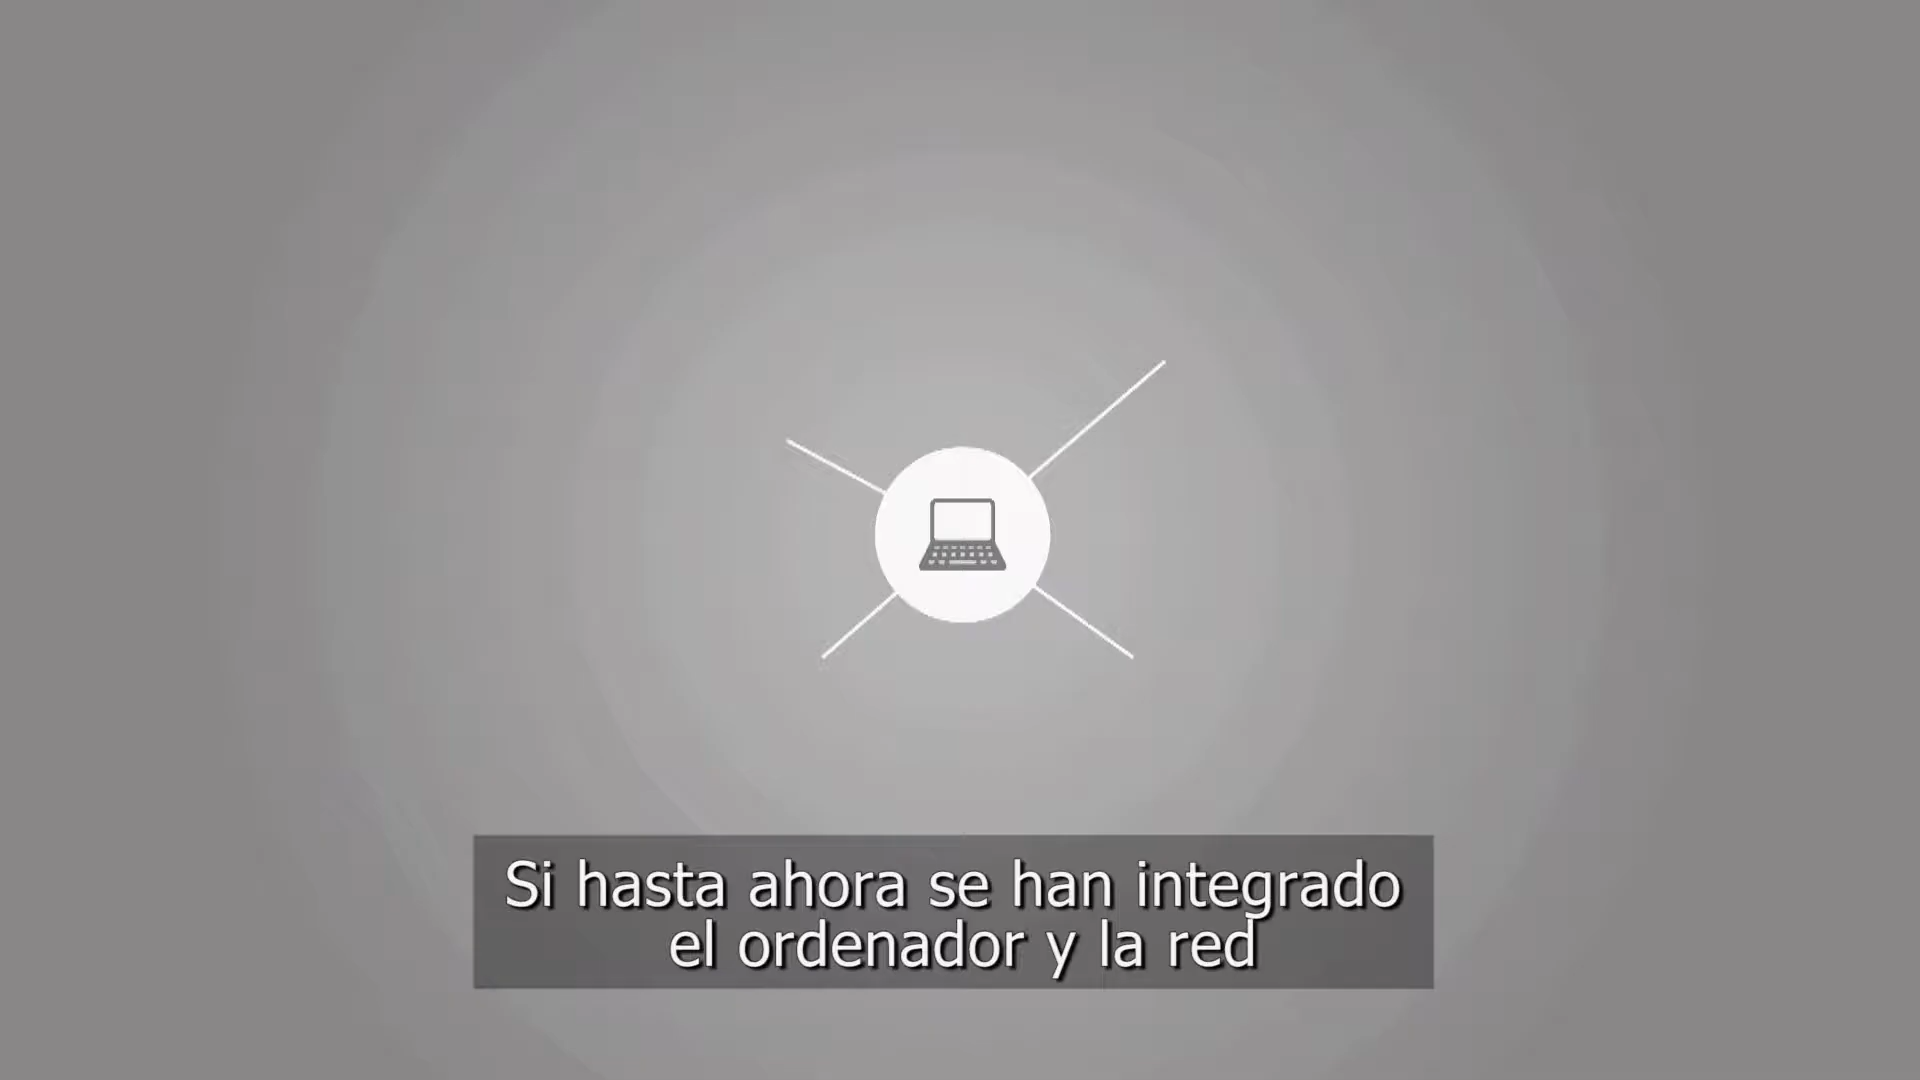 Si hasta ahora se han integrado
el ordenador y la red